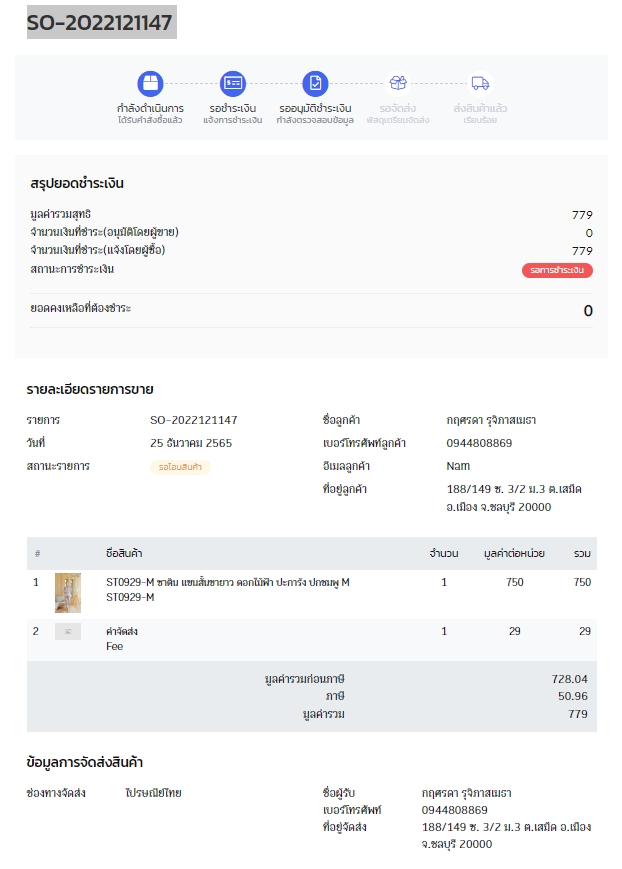 SO-2022121147
กำลังดำเนินการ
ได้รับคำสั่งซื้อแล้ว
รอชำระเงิน
แจ้งการชำระเงิน
รออนุมัติชำระเงิน
กำลังตรวจสอบข้อมูล
รอจัดส่ง
พัสดุเตรียมจัดส่ง
ส่งสินค้าแล้ว
เรียบร้อย
สรุปยอดชำระเงิน
มูลค่ารวมสุทธิ 779
จำนวนเงินที่ชำระ(อนุมัติโดยผู้ขาย) 0
จำนวนเงินที่ชำระ(แจ้งโดยผู้ซื้อ) 779
สถานะการชำระเงิน รอการชำระเงิน
ยอดคงเหลือที่ต้องชำระ 0
รายละเอียดรายการขาย
รายการ SO-2022121147
วันที่ 25 ธันวาคม 2565
สถานะรายการ รอโอนสินค้า
ชื่อลูกค้า กฤศรดา รุจิภาสเมธา
เบอร์โทรศัพท์ลูกค้า 0944808869
อีเมลลูกค้า Nam
ที่อยู่ลูกค้า 188/149 ซ. 3/2 ม.3 ต.เสม็ด
อ.เมือง จ.ชลบุรี 20000
# ชื่อสินค้า จำนวน มูลค่าต่อหน่วย รวม
1 ST0929-M ซาติน แขนสั้นขายาว ดอกไม้ฟ้า ปะการัง ปกชมพู M 1 750 750
ST0929-M
2 ค่าจัดส่ง 1 29 29
Fee
มูลค่ารวมก่อนภาษี 728.04
ภาษี 50.96
มูลค่ารวม 779
ข้อมูลการจัดส่งสินค้า
ช่องทางจัดส่ง ไปรษณีย์ไทย
ชื่อผู้รับ กฤศรดา รุจิภาสเมธา
เบอร์โทรศัพท์ 0944808869
ที่อยู่จัดส่ง 188/149 ซ. 3/2 ม.3 ต.เสม็ด อ.เมือง
จ.ชลบุรี 20000